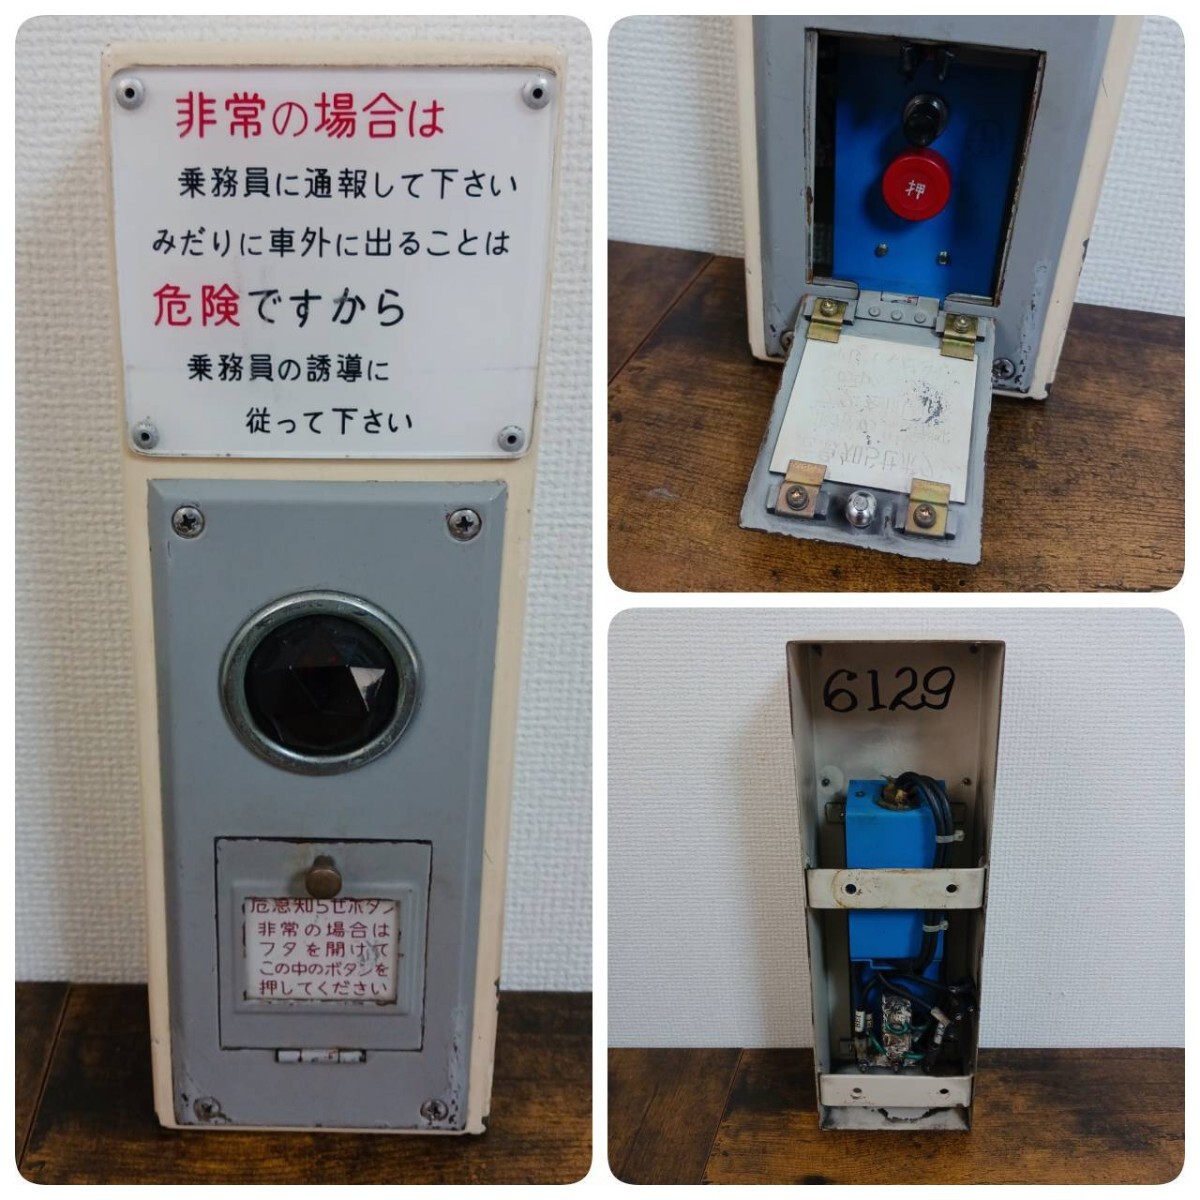 非常の場合は
乗務員に通報して下さい
みだりに車外に出ることは
危険ですから
乗務員の誘導に
従って下さい
危急知らせボタン
非常の場合は
フタを開けて
この中のボタンを
押してください
押
6129